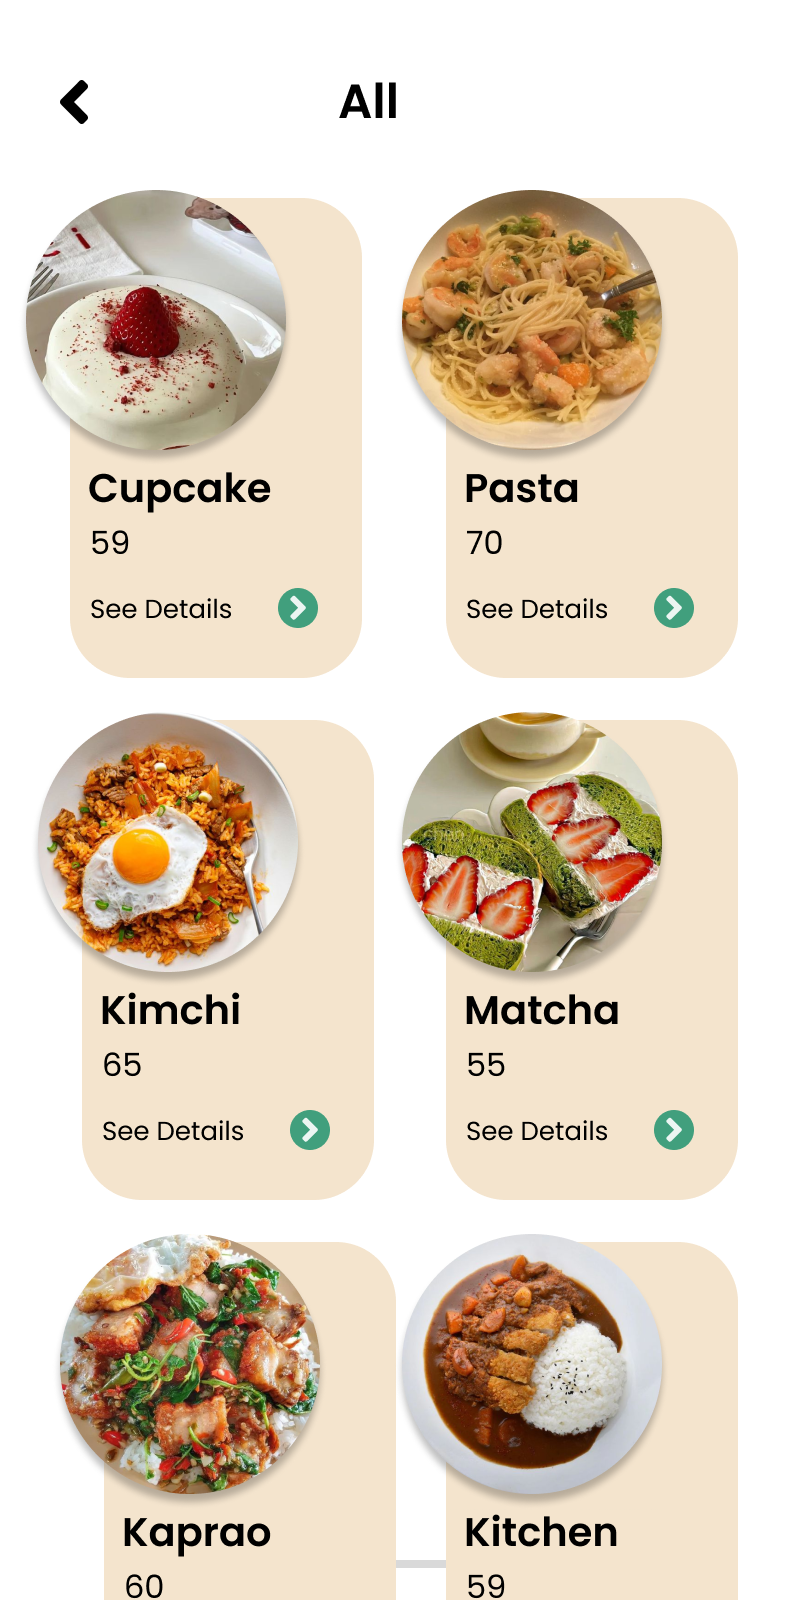 All
Cupcake
59
See Details
Pasta
70
See Details
Kimchi
65
See Details
Matcha
55
See Details
Kaprao
60
Kitchen
59